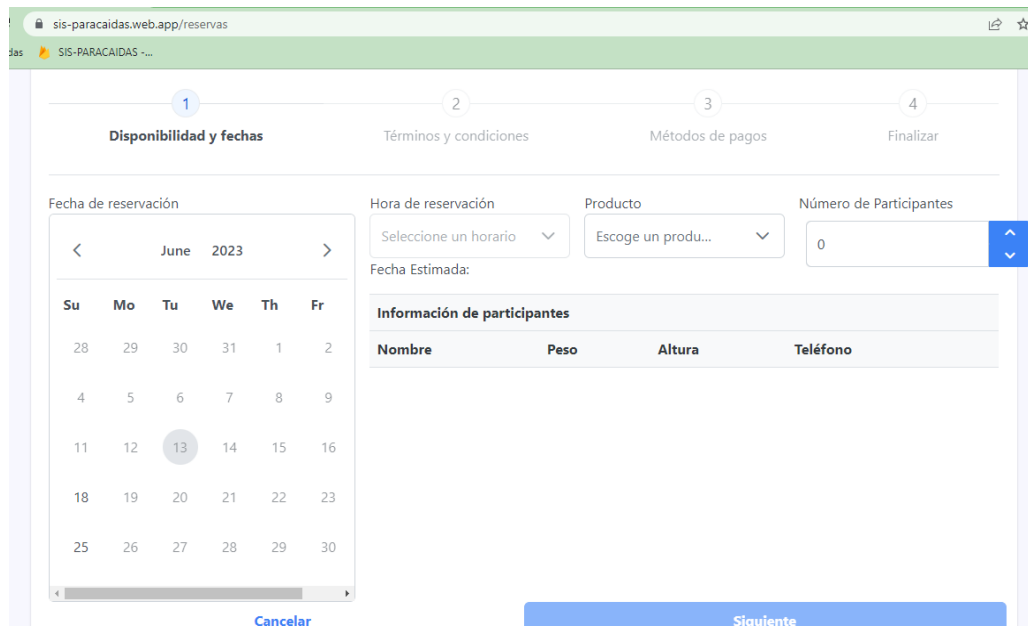 sis-paracaidas.web.app/reservas
das SIS-PARACAIDAS -...
1 2 3 4
Disponibilidad y fechas Términos y condiciones Métodos de pagos Finalizar
Fecha de reservación Hora de reservación Producto Número de Participantes
Seleccione un horario Escoge un produ... 0
June 2023
Fecha Estimada:
Su Mo Tu We Th Fr
Información de participantes
28 29 30 31 1 2
Nombre Peso Altura Teléfono
4 5 6 7 8 9
11 12 13 14 15 16
18 19 20 21 22 23
25 26 27 28 29 30
Cancelar Siguiente